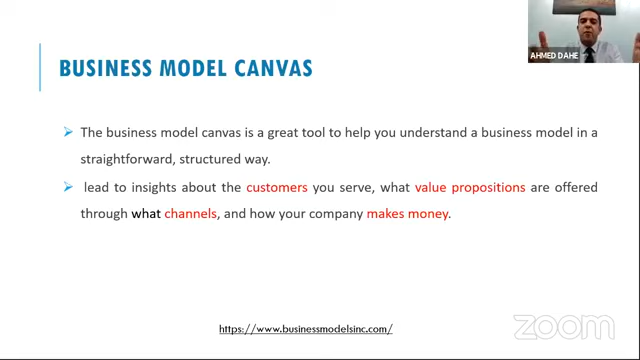 AHMED DAHE
BUSINESS MODEL CANVAS
The business model canvas is a great tool to help you understand a business model in a
straightforward, structured way.
lead to insights about the customers you serve, what value propositions are offered
through what channels, and how your company makes money.
https://www.businessmodelsinc.com/
zoom